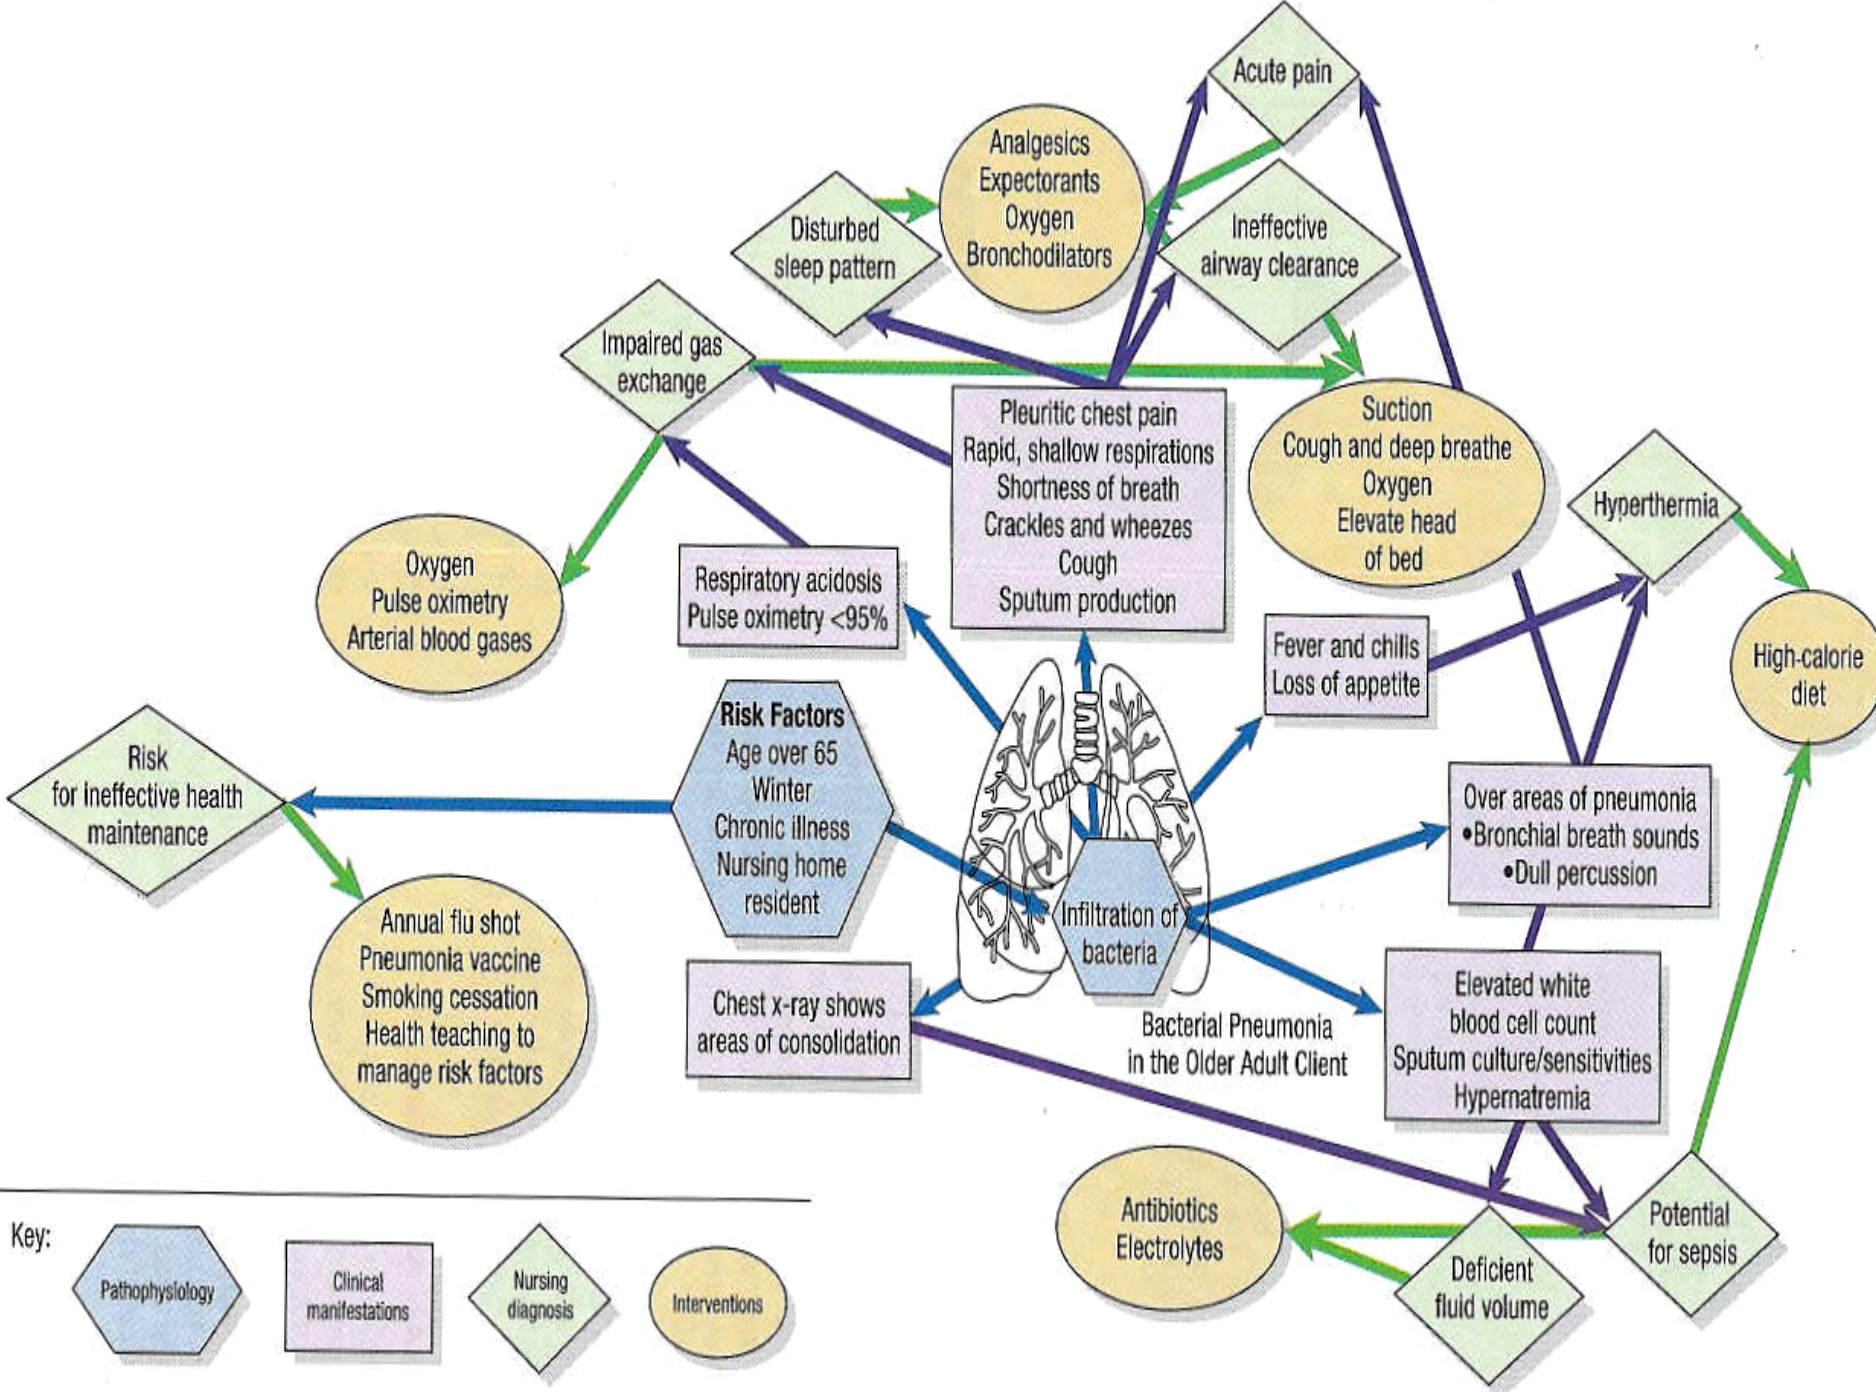 Acute pain
Analgesics
Expectorants
Oxygen
Bronchodilators
Disturbed
sleep pattern
Ineffective
airway clearance
Impaired gas
exchange
Pleuritic chest pain
Rapid, shallow respirations
Shortness of breath
Crackles and wheezes
Cough
Sputum production
Suction
Cough and deep breathe
Oxygen
Elevate head
of bed
Hyperthermia
Oxygen
Pulse oximetry
Arterial blood gases
Respiratory acidosis
Pulse oximetry <95%
Fever and chills
Loss of appetite
High-calorie
diet
Risk
for ineffective health
maintenance
Risk Factors
Age over 65
Winter
Chronic illness
Nursing home
resident
Over areas of pneumonia
•Bronchial breath sounds
•Dull percussion
Infiltration of
bacteria
Annual flu shot
Pneumonia vaccine
Smoking cessation
Health teaching to
manage risk factors
Chest x-ray shows
areas of consolidation
Bacterial Pneumonia
in the Older Adult Client
Elevated white
blood cell count
Sputum culture/sensitivities
Hypernatremia
Antibiotics
Electrolytes
Potential
for sepsis
Deficient
fluid volume
Key:
Pathophysiology
Clinical
manifestations
Nursing
diagnosis
Interventions